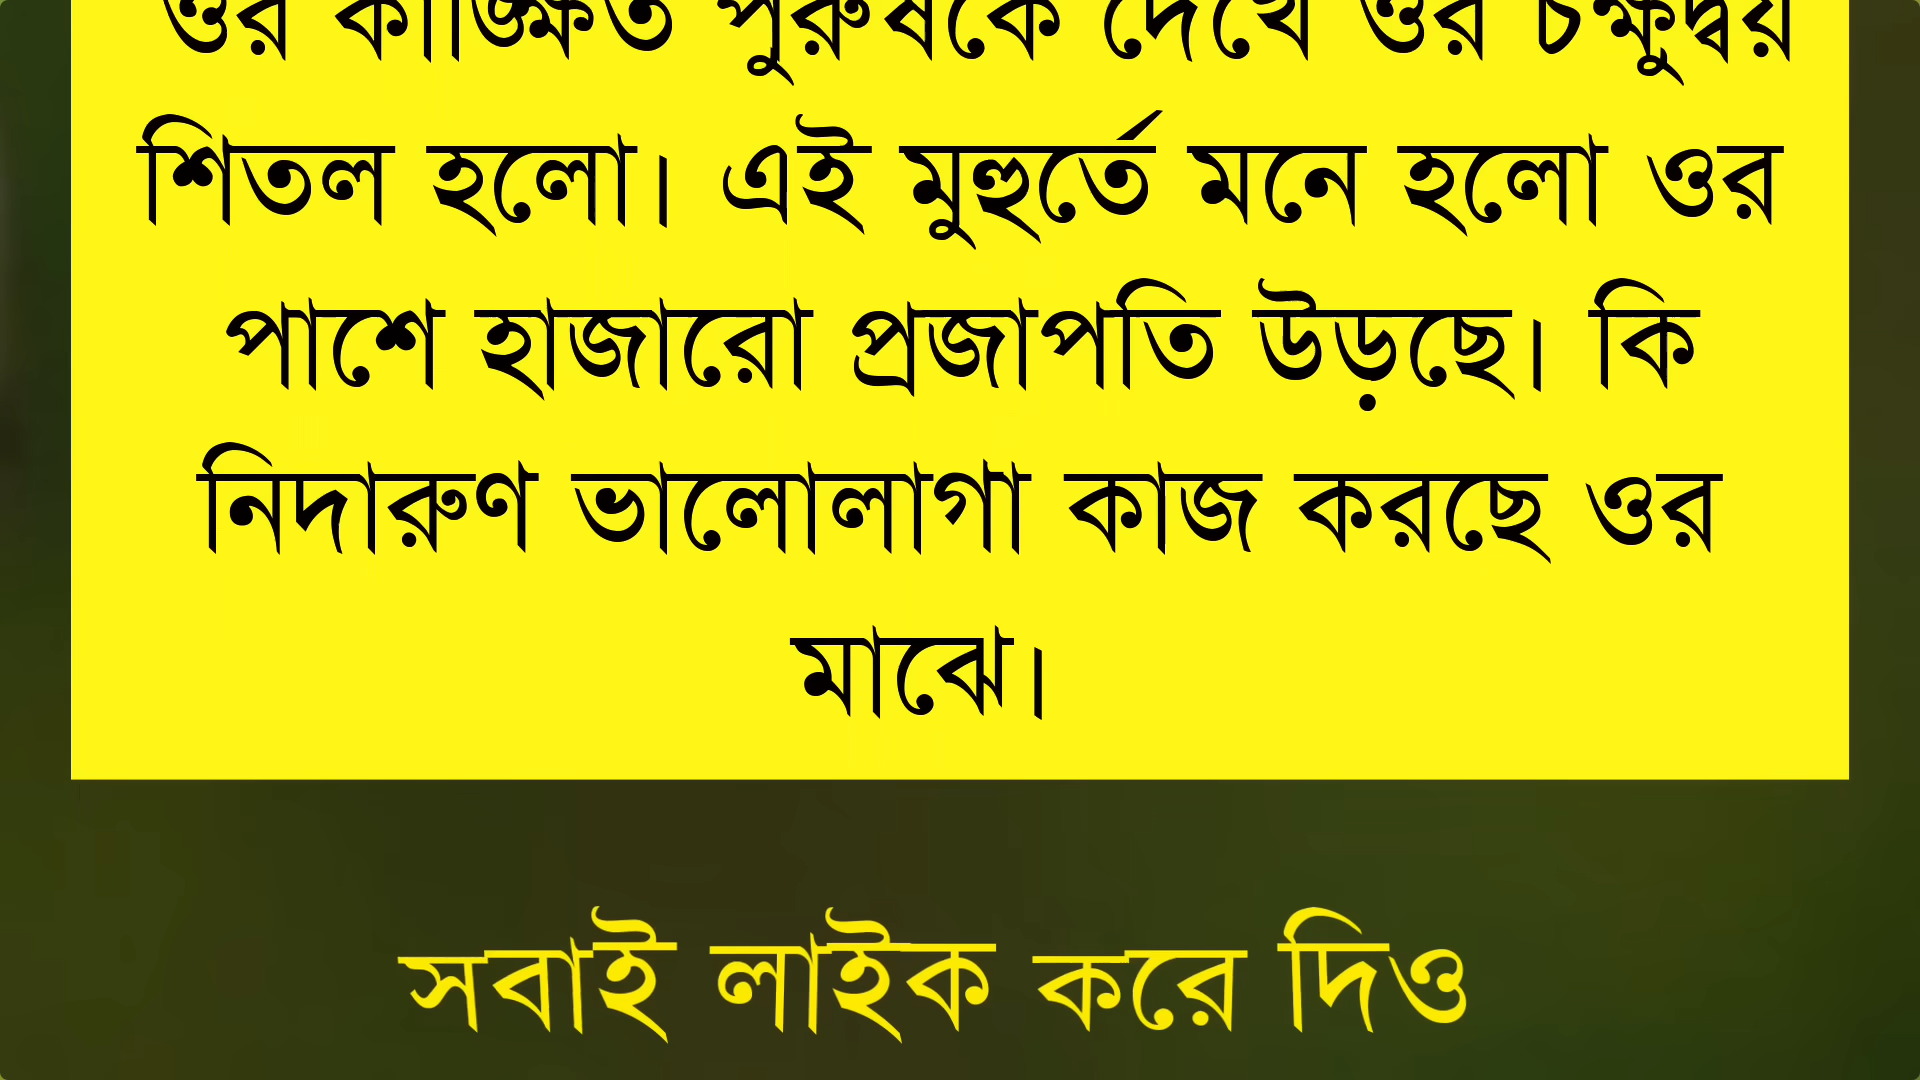 ওর কাঙ্ক্ষিত পুরুষকে দেখে ওর চক্ষুদ্বয়
শিতল হলো। এই মুহুর্তে মনে হলো ওর
পাশে হাজারো প্রজাপতি উড়ছে। কি
নিদারুণ ভালোলাগা কাজ করছে ওর
মাঝে।
সবাই লাইক করে দিও